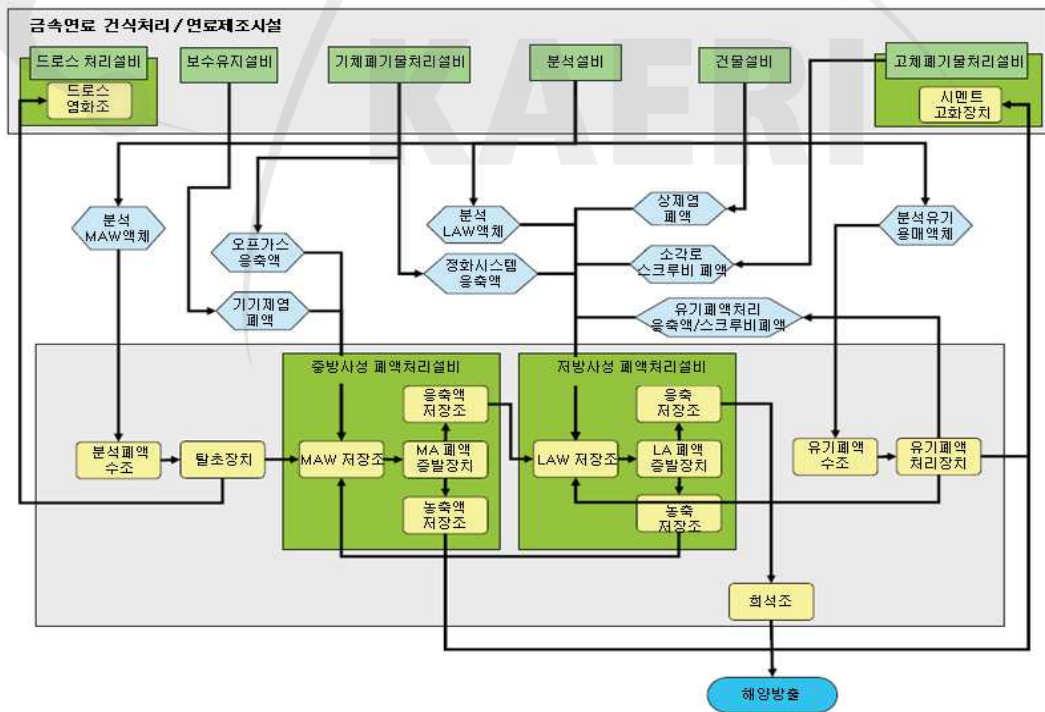 금속연료 건식처리/연료제조시설
드로스 처리설비
보수유지설비
기체폐기물처리설비
분석설비
건물설비
고체폐기물처리설비
드로스
염화조
시멘트
고화장치
KAERI
분석
MAW액체
오프가스
응축액
기기제염
폐액
분석
LAW액체
정화시스템
응축액
상제염
폐액
소각로
스크루비 폐액
유기폐액처리
응축액/스크루비폐액
분석유기
용매액체
중방사성 폐액처리설비
저방사성 폐액처리설비
분석폐액
수조
탈초장치
MAW 저장조
응축액
저장조
MA 폐액
증발장치
농축액
저장조
LAW 저장조
응축
저장조
LA 폐액
증발장치
농축
저장조
유기폐액
수조
유기폐액
처리장치
희석조
해양방출